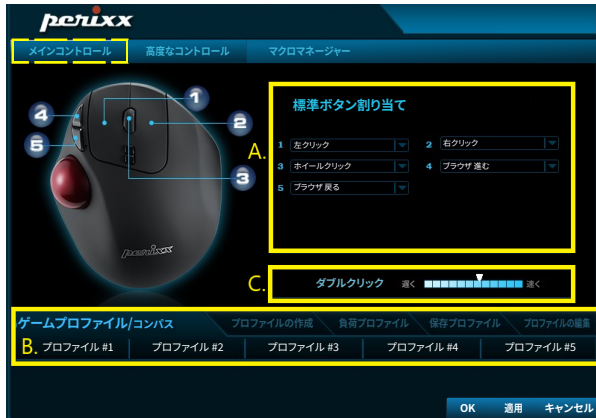 perixx
メインコントロール 高度なコントロール マクロマネージャー
1
4 2
5
3
perixx
A.
標準ボタン割り当て
1 左クリック 2 右クリック
3 ホイールクリック 4 ブラウザ 進む
5 ブラウザ 戻る
C. ダブルクリック 遅く 速く
ゲームプロファイル/コンパス プロファイルの作成 負荷プロファイル 保存プロファイル プロファイルの編集
B. プロファイル #1 プロファイル #2 プロファイル #3 プロファイル #4 プロファイル #5
OK 適用 キャンセル